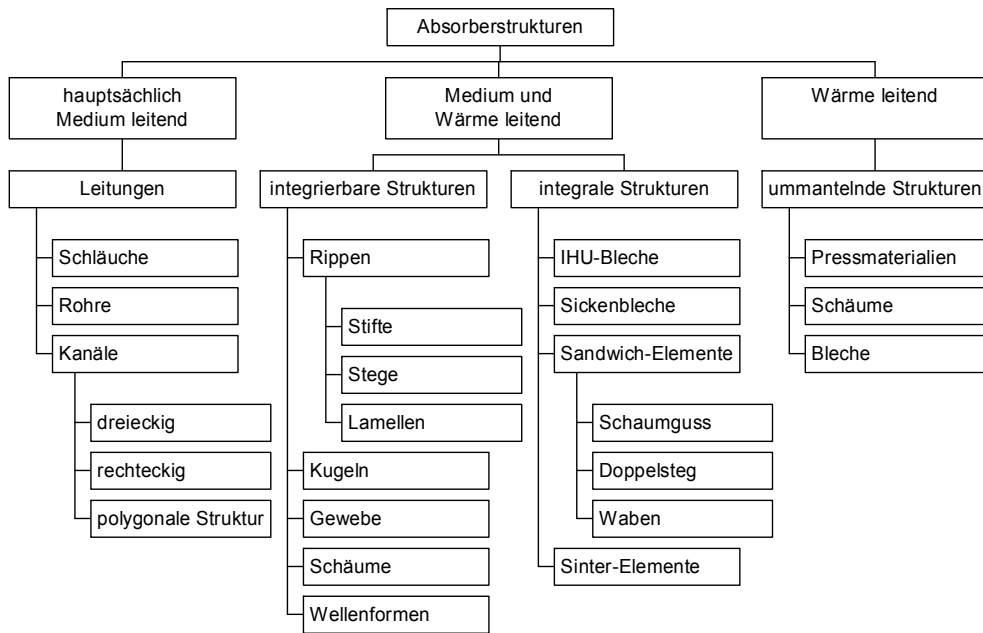 Absorberstrukturen
hauptsächlich
Medium leitend
Medium und
Wärme leitend
Wärme leitend
Leitungen
integrierbare Strukturen
integrale Strukturen
ummantelnde Strukturen
Schläuche
Rohre
Kanäle
dreieckig
rechteckig
polygonale Struktur
Rippen
Stifte
Stege
Lamellen
Kugeln
Gewebe
Schäume
Wellenformen
IHU-Bleche
Sickenbleche
Sandwich-Elemente
Schaumguss
Doppelsteg
Waben
Sinter-Elemente
Pressmaterialien
Schäume
Bleche